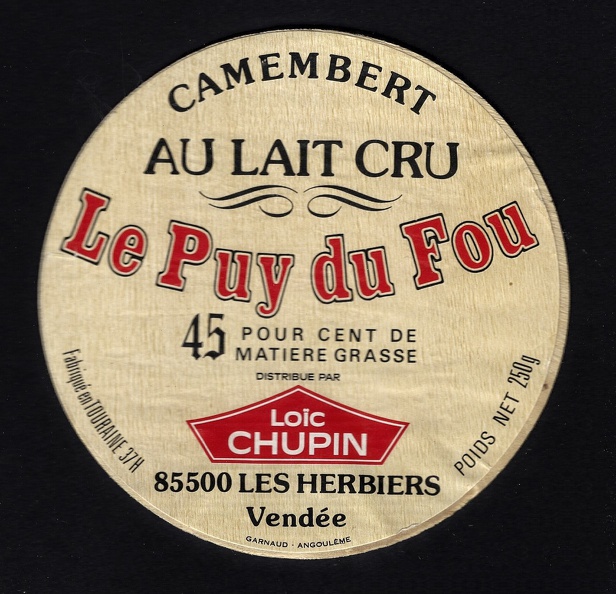 CAMEMBERT
AU LAIT CRU
Le Puy du Fou
45 POUR CENT DE
MATIERE GRASSE
DISTRIBUE PAR
Loïc
CHUPIN
85500 LES HERBIERS
Vendée
GARNAUD - ANGOULÊME
Fabriqué en TOURAINE 37H
POIDS NET 250g